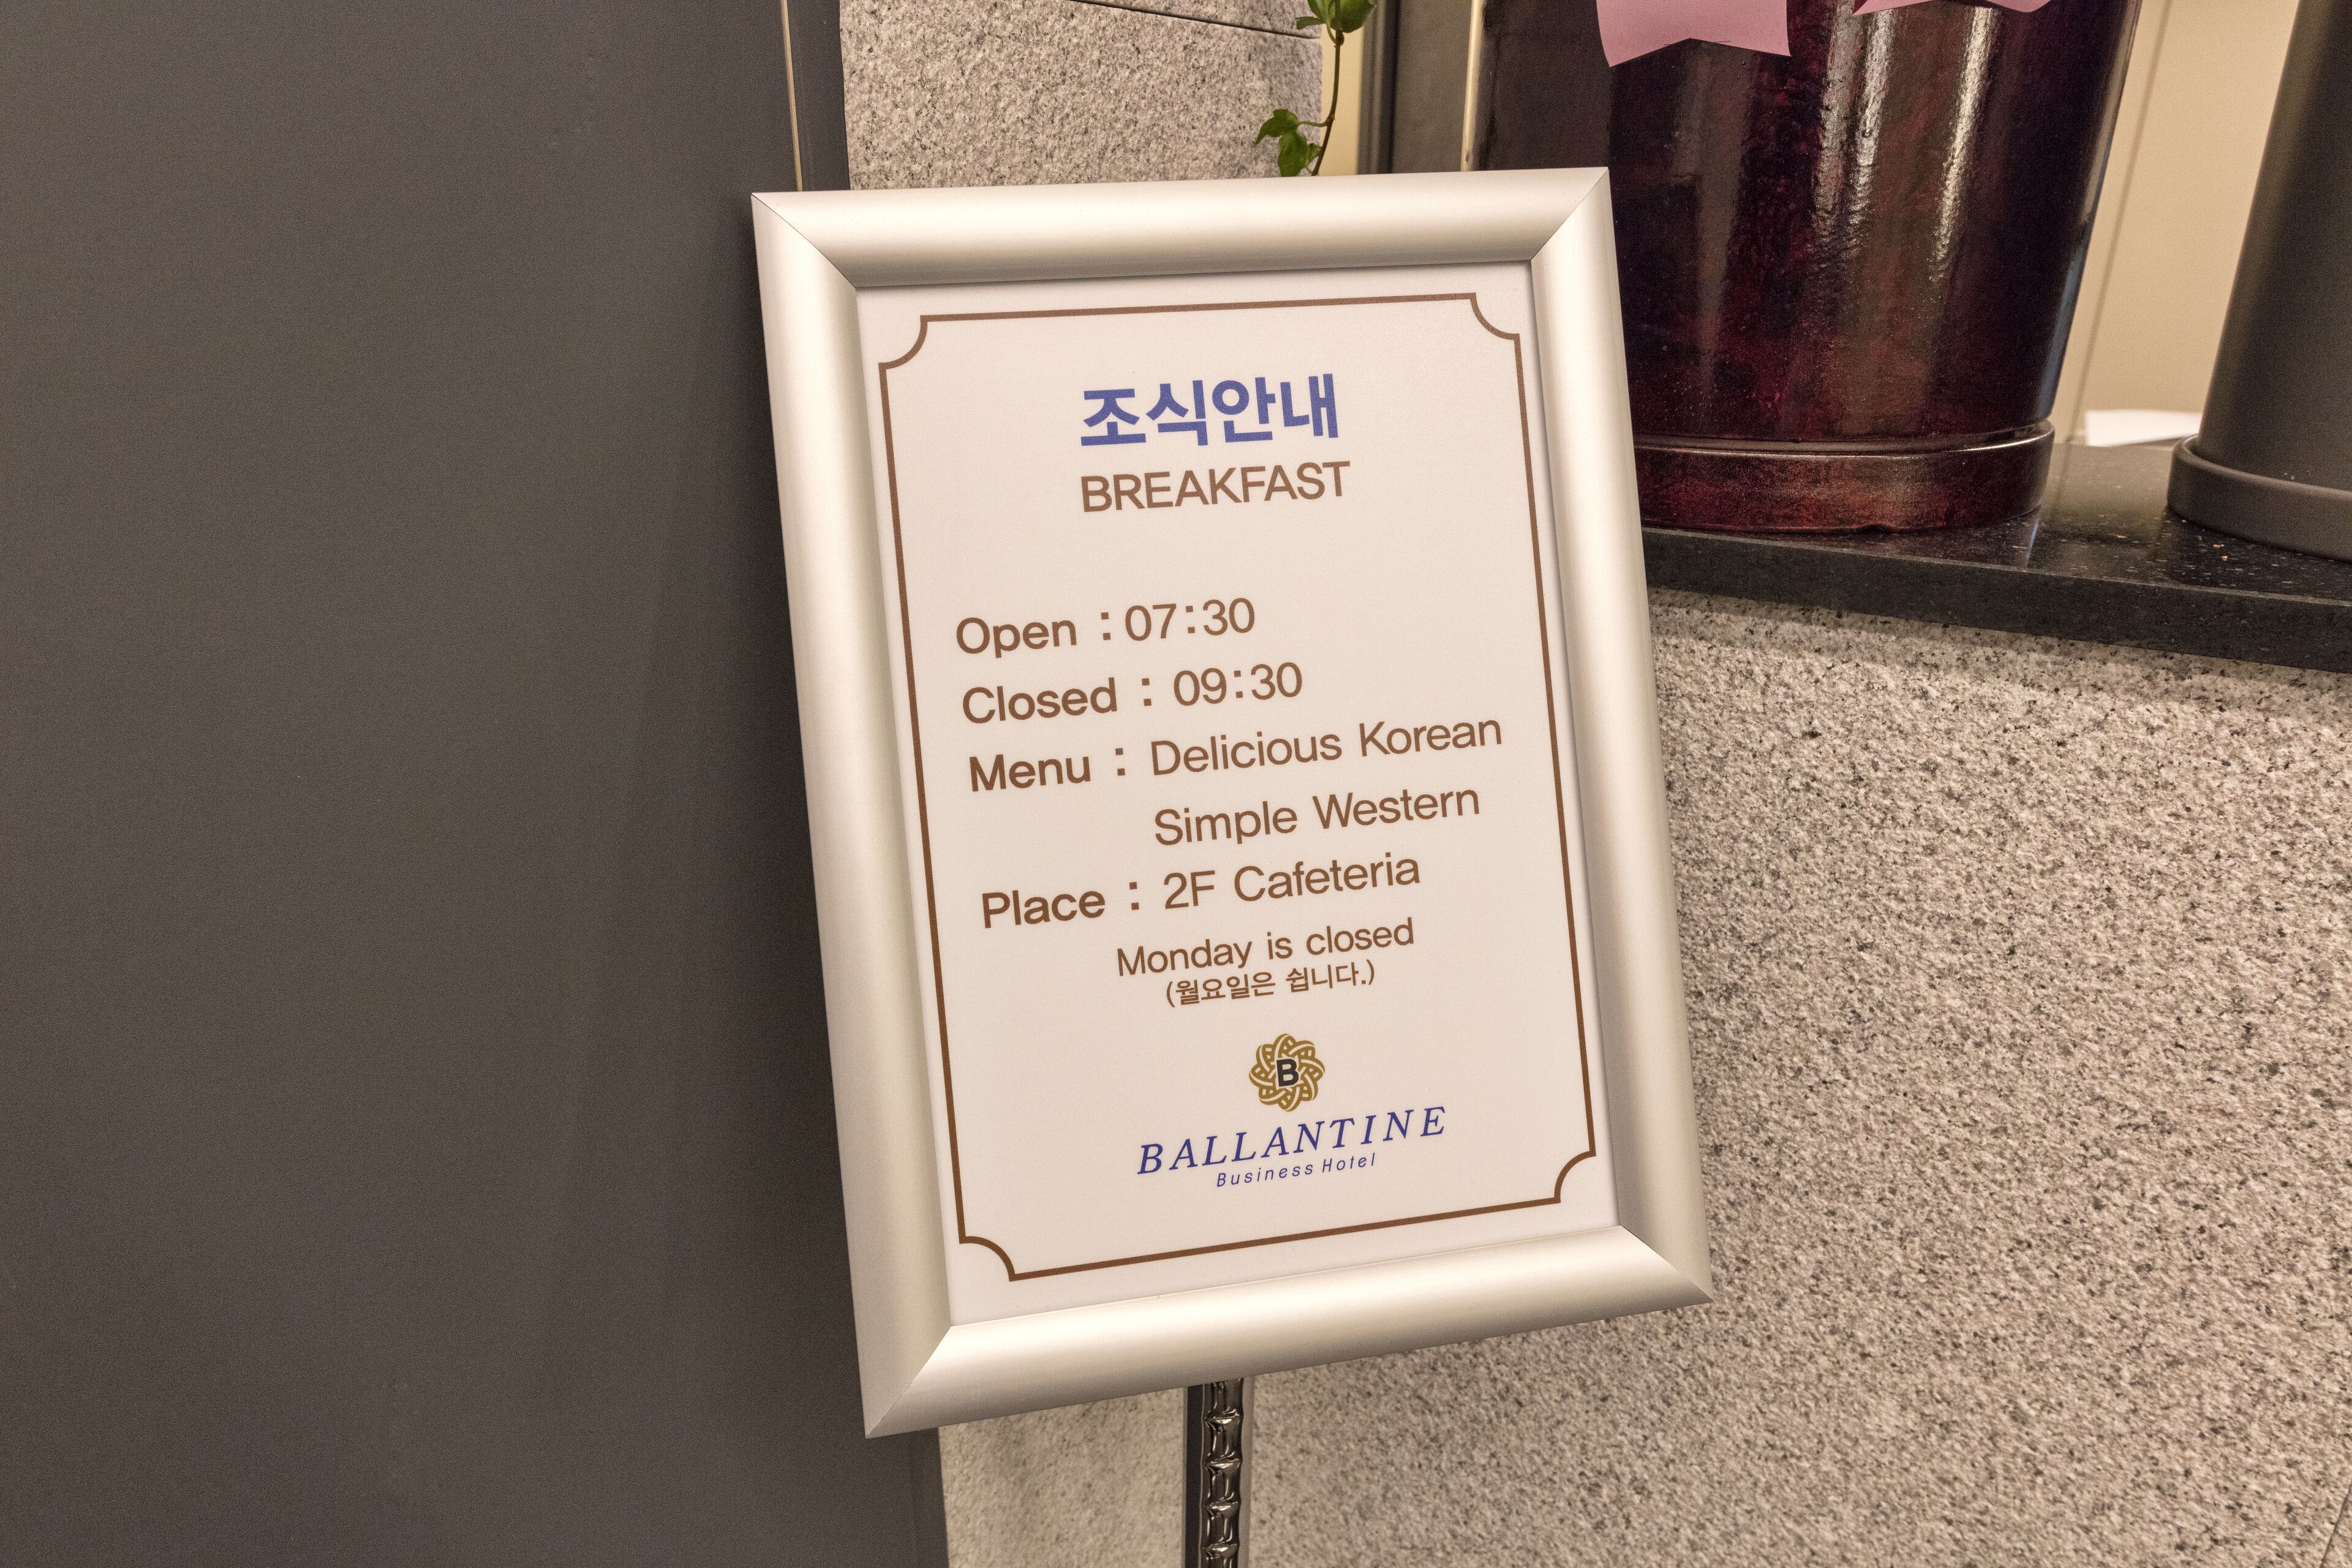 조식안내
BREAKFAST
Open : 07:30
Closed : 09:30
Menu : Delicious Korean
Simple Western
Place : 2F Cafeteria
Monday is closed
(월요일은 쉽니다.)
B
BALLANTINE
Business Hotel